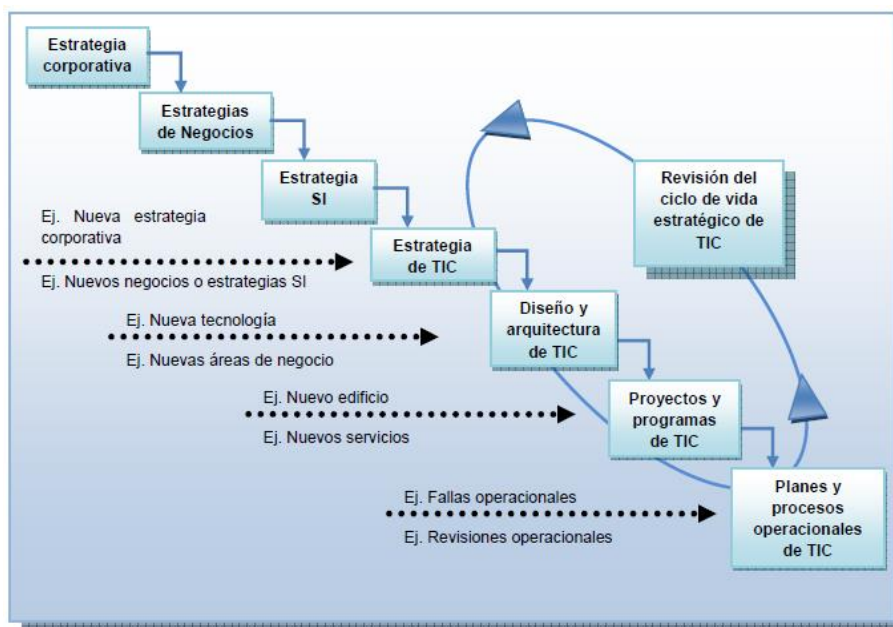 Estrategia
corporativa
Estrategias
de Negocios
Estrategia
SI
Revisión del
ciclo de vida
estratégico de
TIC
Ej. Nueva estrategia
corporativa
Estrategia
de TIC
Ej. Nuevos negocios o estrategias SI
Ej. Nueva tecnología
Diseño y
arquitectura
de TIC
Ej. Nuevas áreas de negocio
Ej. Nuevo edificio
Proyectos y
programas
de TIC
Ej. Nuevos servicios
Ej. Fallas operacionales
Planes y
procesos
operacionales
de TIC
Ej. Revisiones operacionales